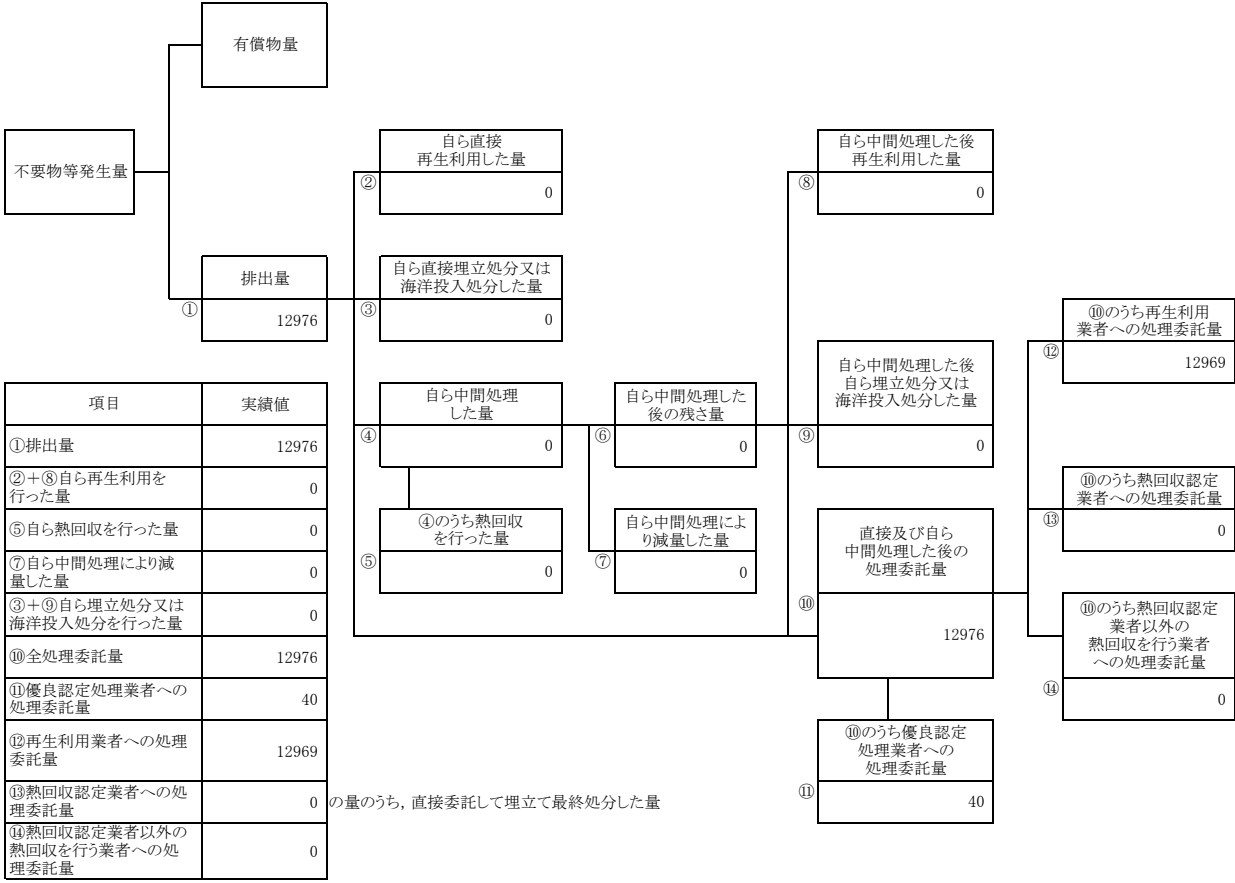 有償物量
不要物等発生量
排出量
①
12976
自ら直接
再生利用した量
②
0
自ら直接埋立処分又は
海洋投入処分した量
③
0
自ら中間処理
した量
④
0
④のうち熱回収
を行った量
⑤
0
自ら中間処理した
後の残さ量
⑥
0
自ら中間処理によ
り減量した量
⑦
0
自ら中間処理した後
再生利用した量
⑧
0
自ら中間処理した後
自ら埋立処分又は
海洋投入処分した量
⑨
0
直接及び自ら
中間処理した後の
処理委託量
⑩
12976
⑩のうち優良認定
処理業者への
処理委託量
⑪
40
⑩のうち再生利用
業者への処理委託量
⑫
12969
⑩のうち熱回収認定
業者への処理委託量
⑬
0
⑩のうち熱回収認定
業者以外の
熱回収を行う業者
への処理委託量
⑭
0
項目 実績値
①排出量 12976
②+⑧自ら再生利用を
行った量 0
⑤自ら熱回収を行った量 0
⑦自ら中間処理により減
量した量 0
③+⑨自ら埋立処分又は
海洋投入処分を行った量 0
⑩全処理委託量 12976
⑪優良認定処理業者への
処理委託量 40
⑫再生利用業者への処理
委託量 12969
⑬熱回収認定業者への処
理委託量 0 の量のうち, 直接委託して埋立て最終処分した量
⑭熱回収認定業者以外の
熱回収を行う業者への処
理委託量 0